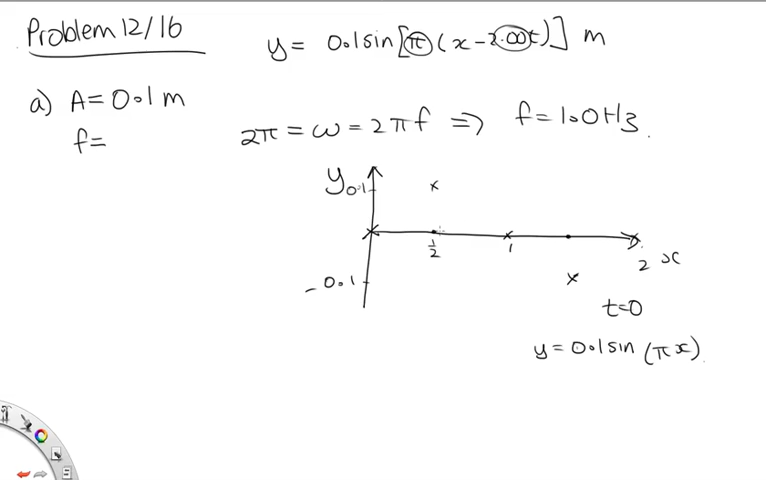 Problem 12/16
y = 0.1 sin[π(x - 2.00t)] m
a) A = 0.1 m
f =
2π = ω = 2πf ⇒ f = 1.0 Hz.
y
0.1
1/2
1
2
x
-0.1
t=0
y = 0.1 sin (πx)